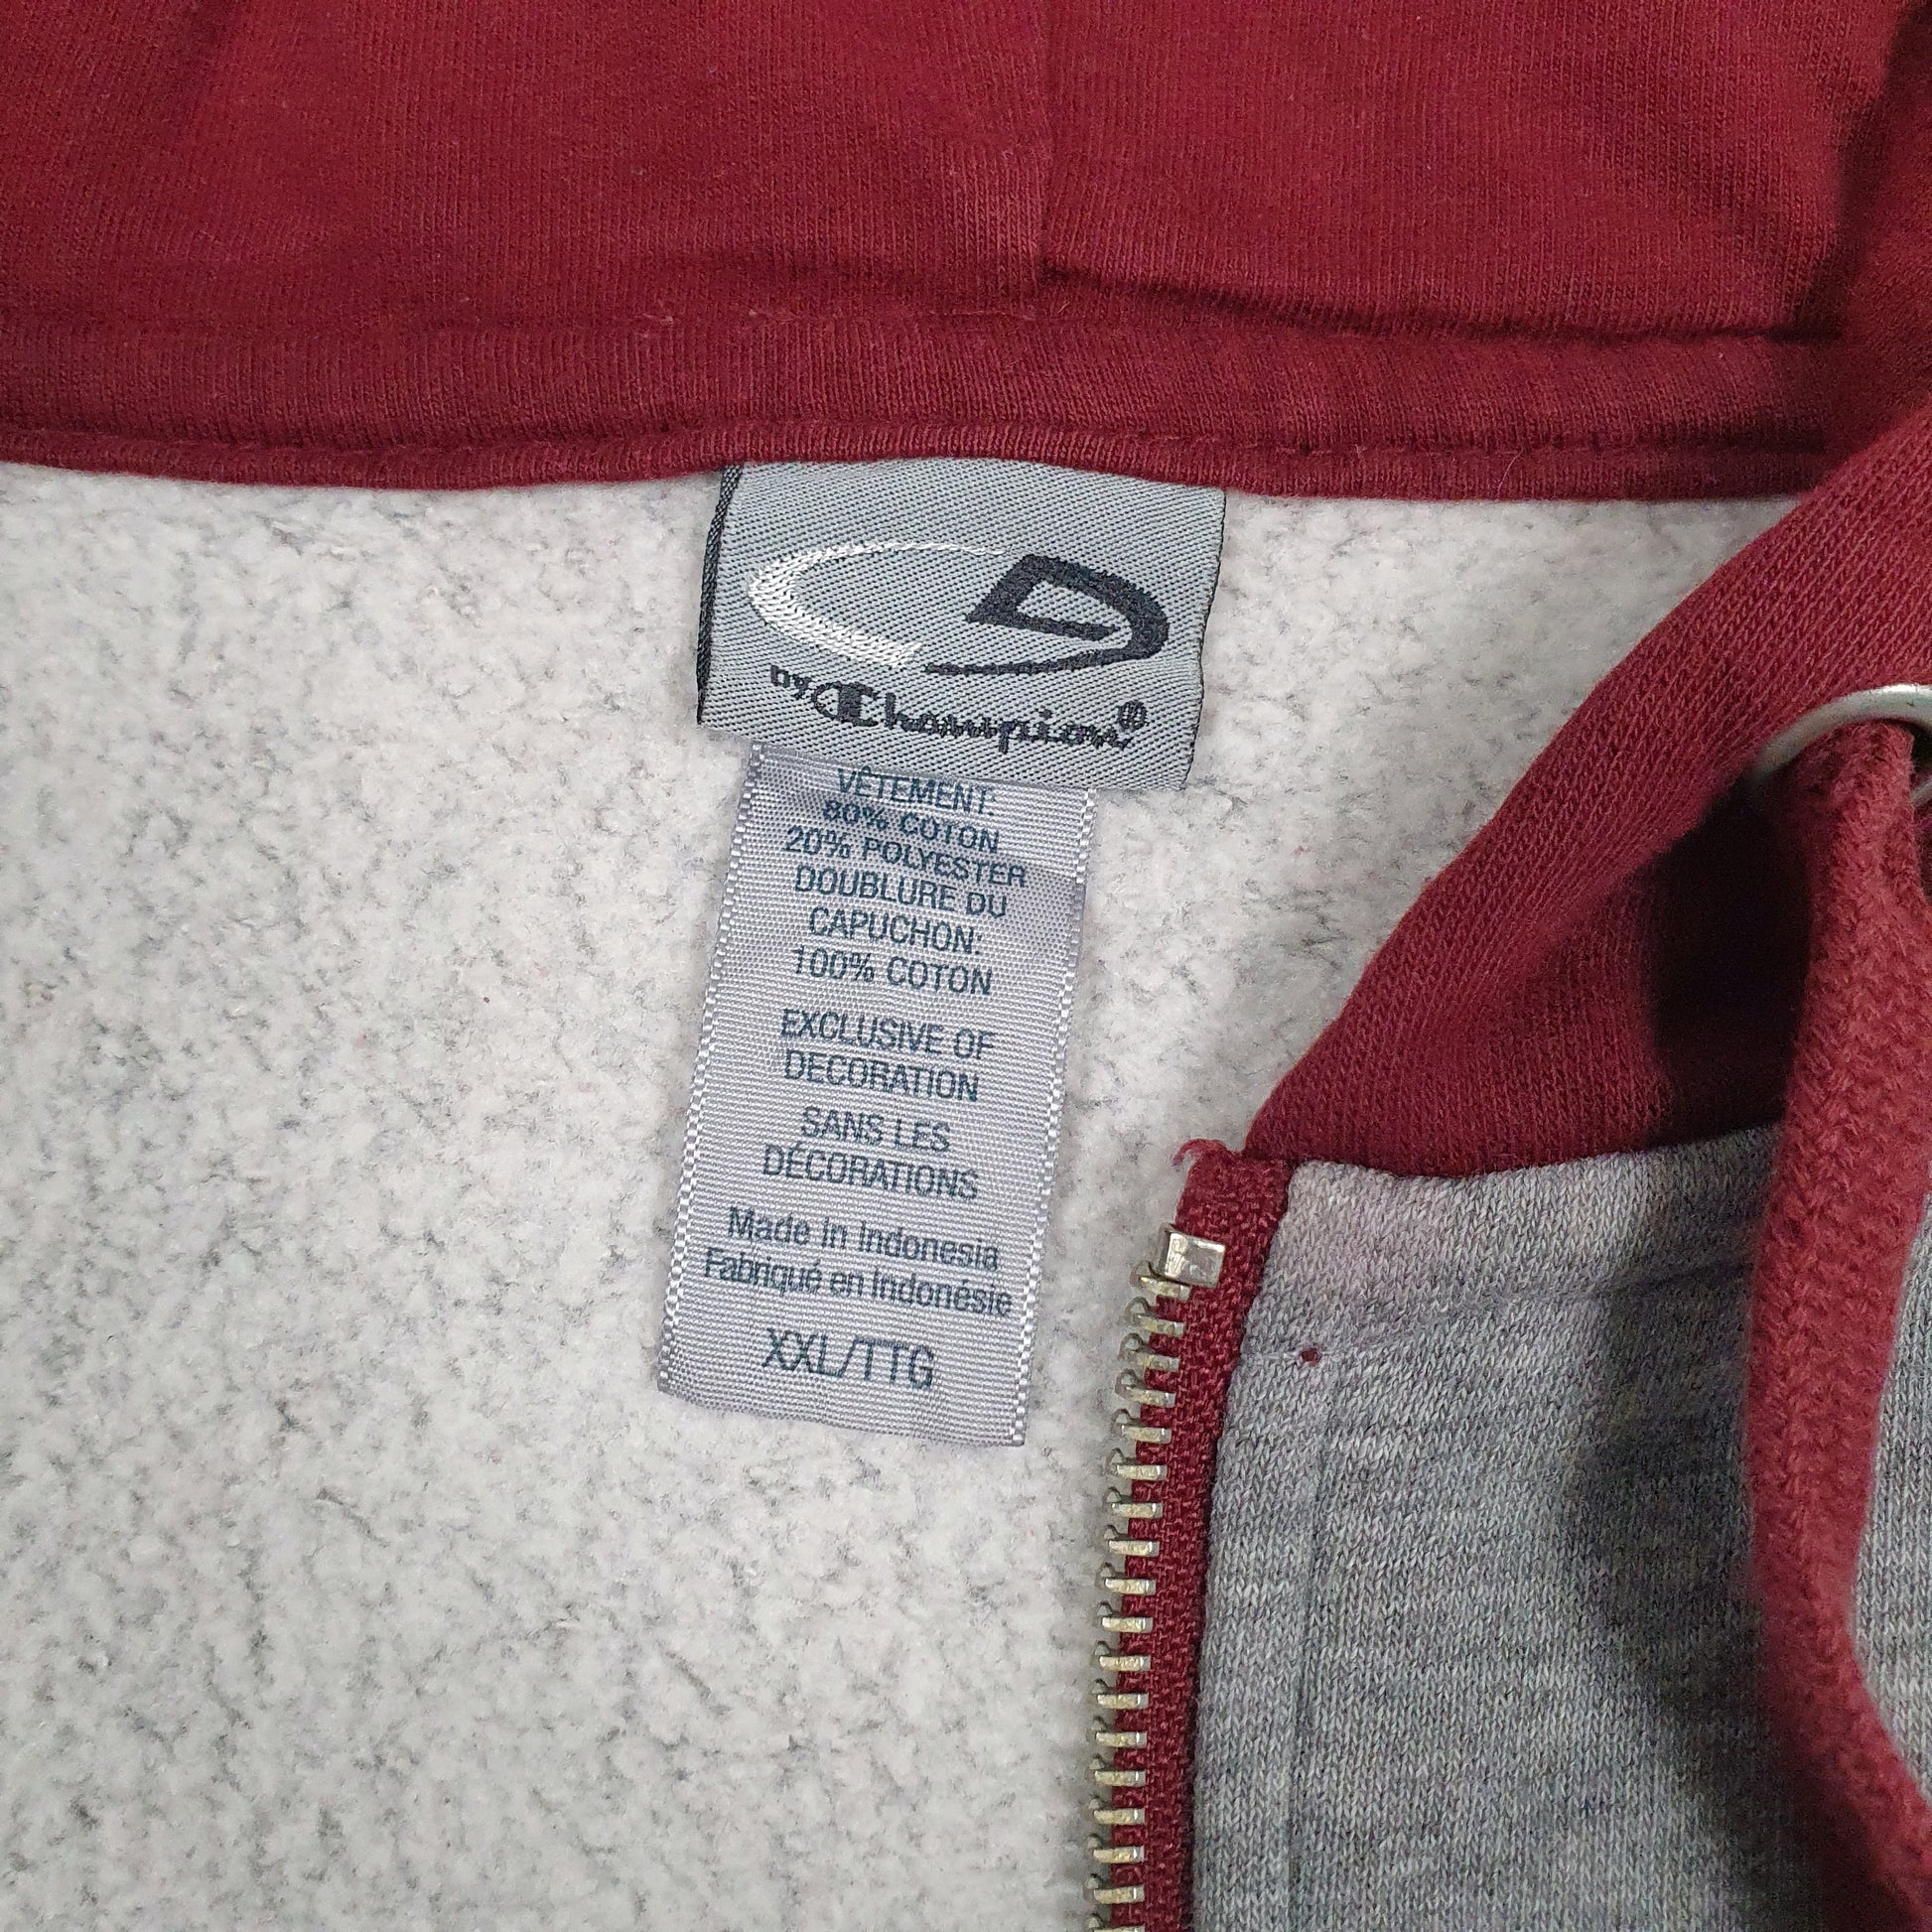 by Champion®
VÊTEMENT:
80% COTON
20% POLYESTER
DOUBLURE DU
CAPUCHON:
100% COTON
EXCLUSIVE OF
DECORATION
SANS LES
DÉCORATIONS
Made in Indonesia
Fabriqué en Indonésie
XXL/TTG